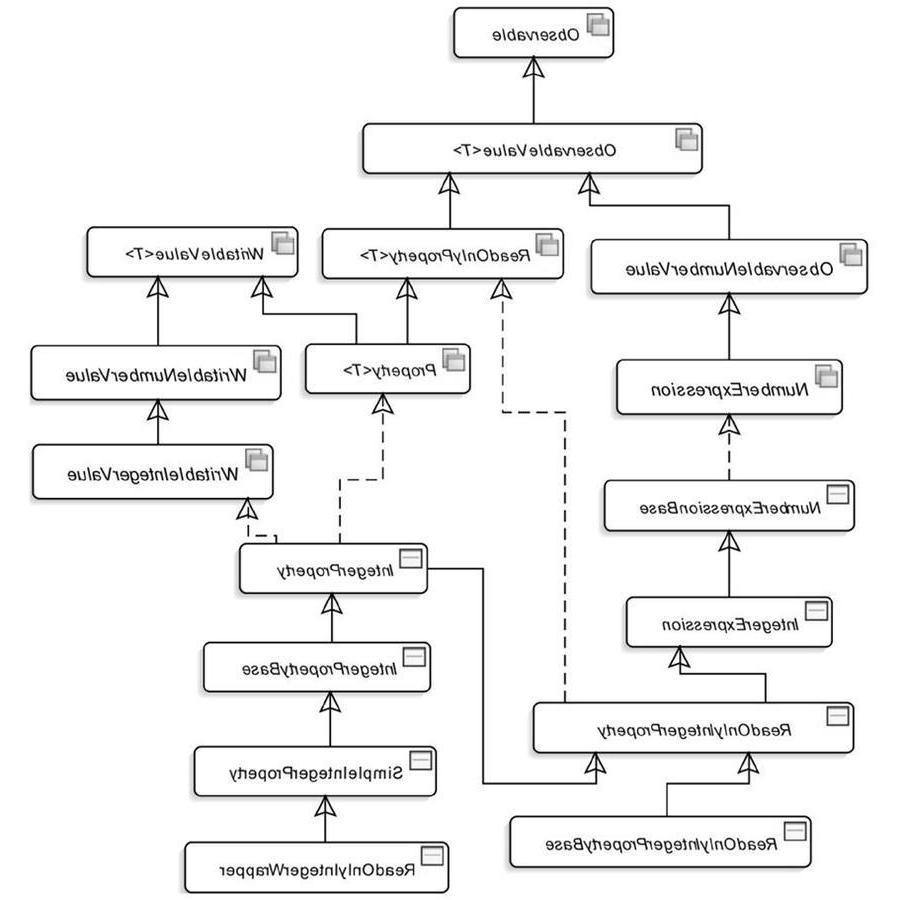 Observable
ObservableValue<T>
WritableValue<T>
ReadOnlyProperty<T>
ObservableNumberValue
WritableNumberValue
Property<T>
NumberExpression
WritableIntegerValue
NumberExpressionBase
IntegerProperty
IntegerExpression
IntegerPropertyBase
ReadOnlyIntegerProperty
SimpleIntegerProperty
ReadOnlyIntegerPropertyBase
ReadOnlyIntegerWrapper